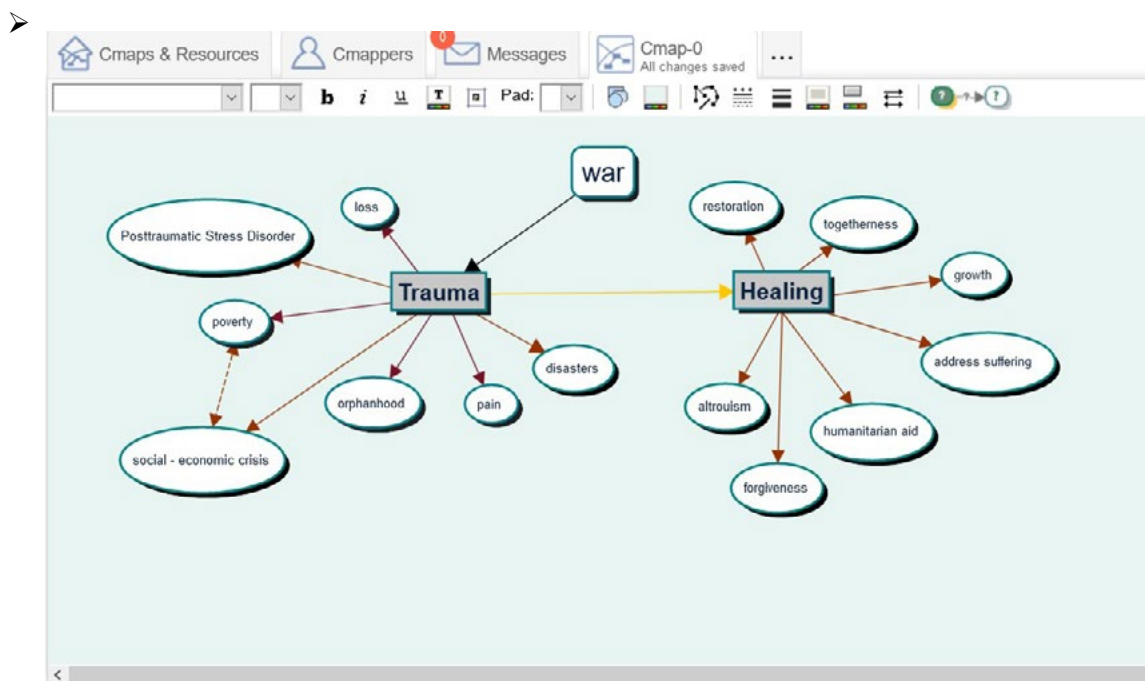 Cmaps & Resources
Cmappers
0
Messages
Cmap-0
All changes saved
...
b i u T a Pad:
? ? ?
war
loss
Posttraumatic Stress Disorder
restoration
togetherness
growth
Trauma
Healing
poverty
address suffering
disasters
orphanhood
pain
altrouism
humanitarian aid
social - economic crisis
forgiveness